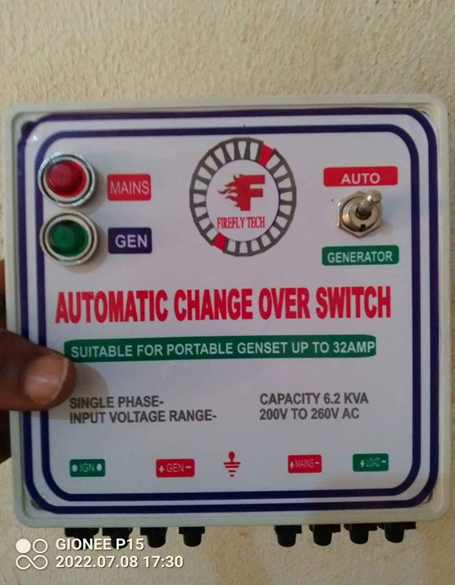 MAINS
GEN
F
FIREFLY TECH
AUTO
GENERATOR
AUTOMATIC CHANGE OVER SWITCH
SUITABLE FOR PORTABLE GENSET UP TO 32AMP
SINGLE PHASE- CAPACITY 6.2 KVA
INPUT VOLTAGE RANGE- 200V TO 260V AC
IGN
+ GEN -
+ MAINS -
+ LOAD -
GIONEE P15
2022.07.08 17:30